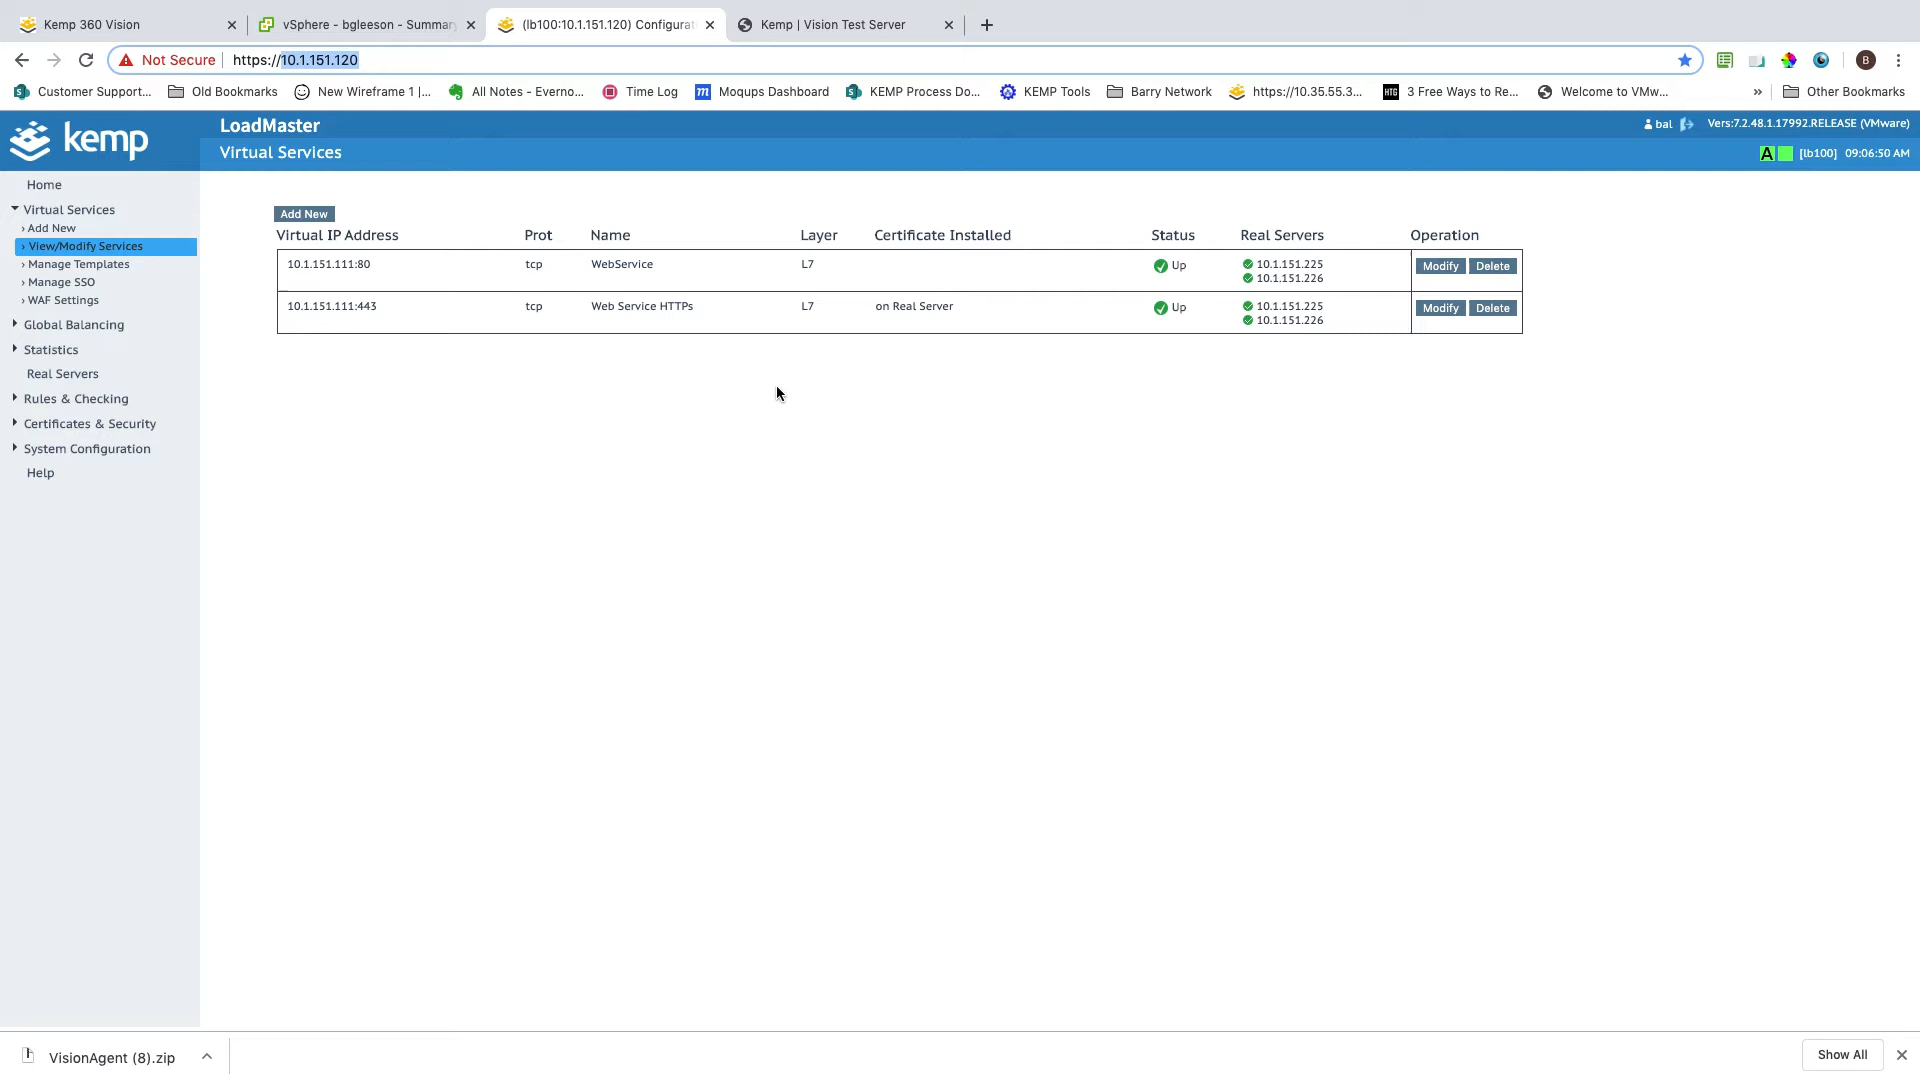 Kemp 360 Vision
vSphere - bgleeson - Summary
(lb100:10.1.151.120) Configurat
Kemp | Vision Test Server
Not Secure
https://10.1.151.120
B
Customer Support...
Old Bookmarks
New Wireframe 1 |...
All Notes - Everno...
Time Log
m
Moqups Dashboard
KEMP Process Do...
KEMP Tools
Barry Network
https://10.35.55.3...
HTG
3 Free Ways to Re...
Welcome to VMw...
»
Other Bookmarks
kemp
LoadMaster
bal
Vers:7.2.48.1.17992.RELEASE (VMware)
Virtual Services
A
[lb100]
09:06:50 AM
Home
Virtual Services
› Add New
› View/Modify Services
› Manage Templates
› Manage SSO
› WAF Settings
Global Balancing
Statistics
Real Servers
Rules & Checking
Certificates & Security
System Configuration
Help
Add New
Virtual IP Address Prot Name Layer Certificate Installed Status Real Servers Operation
10.1.151.111:80 tcp WebService L7 Up 10.1.151.225 Modify Delete
10.1.151.226
10.1.151.111:443 tcp Web Service HTTPs L7 on Real Server Up 10.1.151.225 Modify Delete
10.1.151.226
VisionAgent (8).zip
Show All